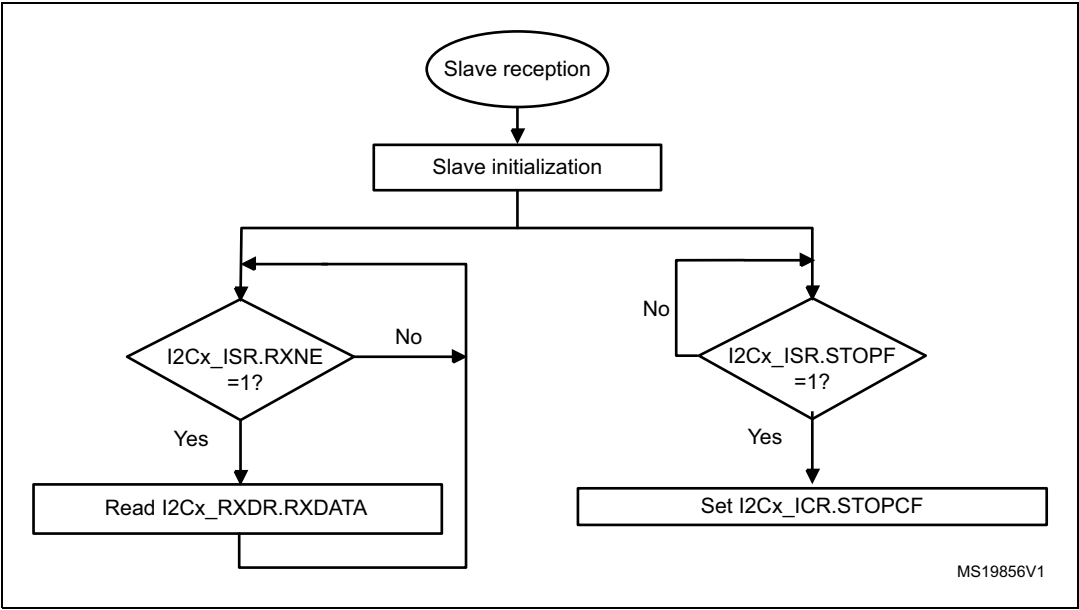 Slave reception
Slave initialization
No
I2Cx_ISR.RXNE
=1?
Yes
Read I2Cx_RXDR.RXDATA
No
I2Cx_ISR.STOPF
=1?
Yes
Set I2Cx_ICR.STOPCF
MS19856V1